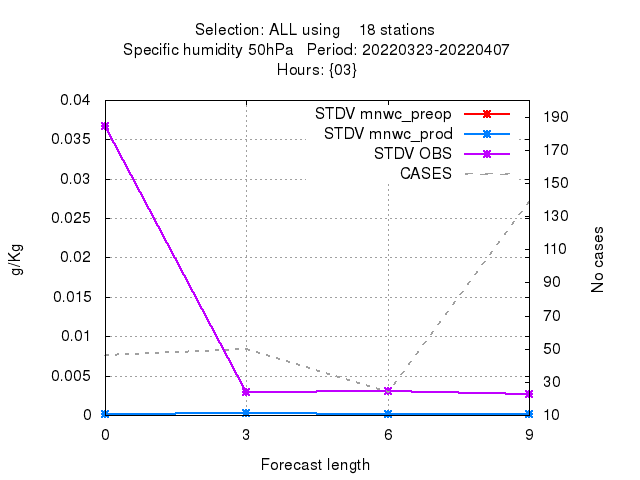 Selection: ALL using    18 stations
Specific humidity 50hPa   Period: 20220323-20220407
Hours: {03}
STDV mnwc_preop
STDV mnwc_prod
STDV OBS
CASES
0.04
0.035
0.03
0.025
0.02
0.015
0.01
0.005
0
g/Kg
190
170
150
130
110
90
70
50
30
10
No cases
0 3 6 9
Forecast length